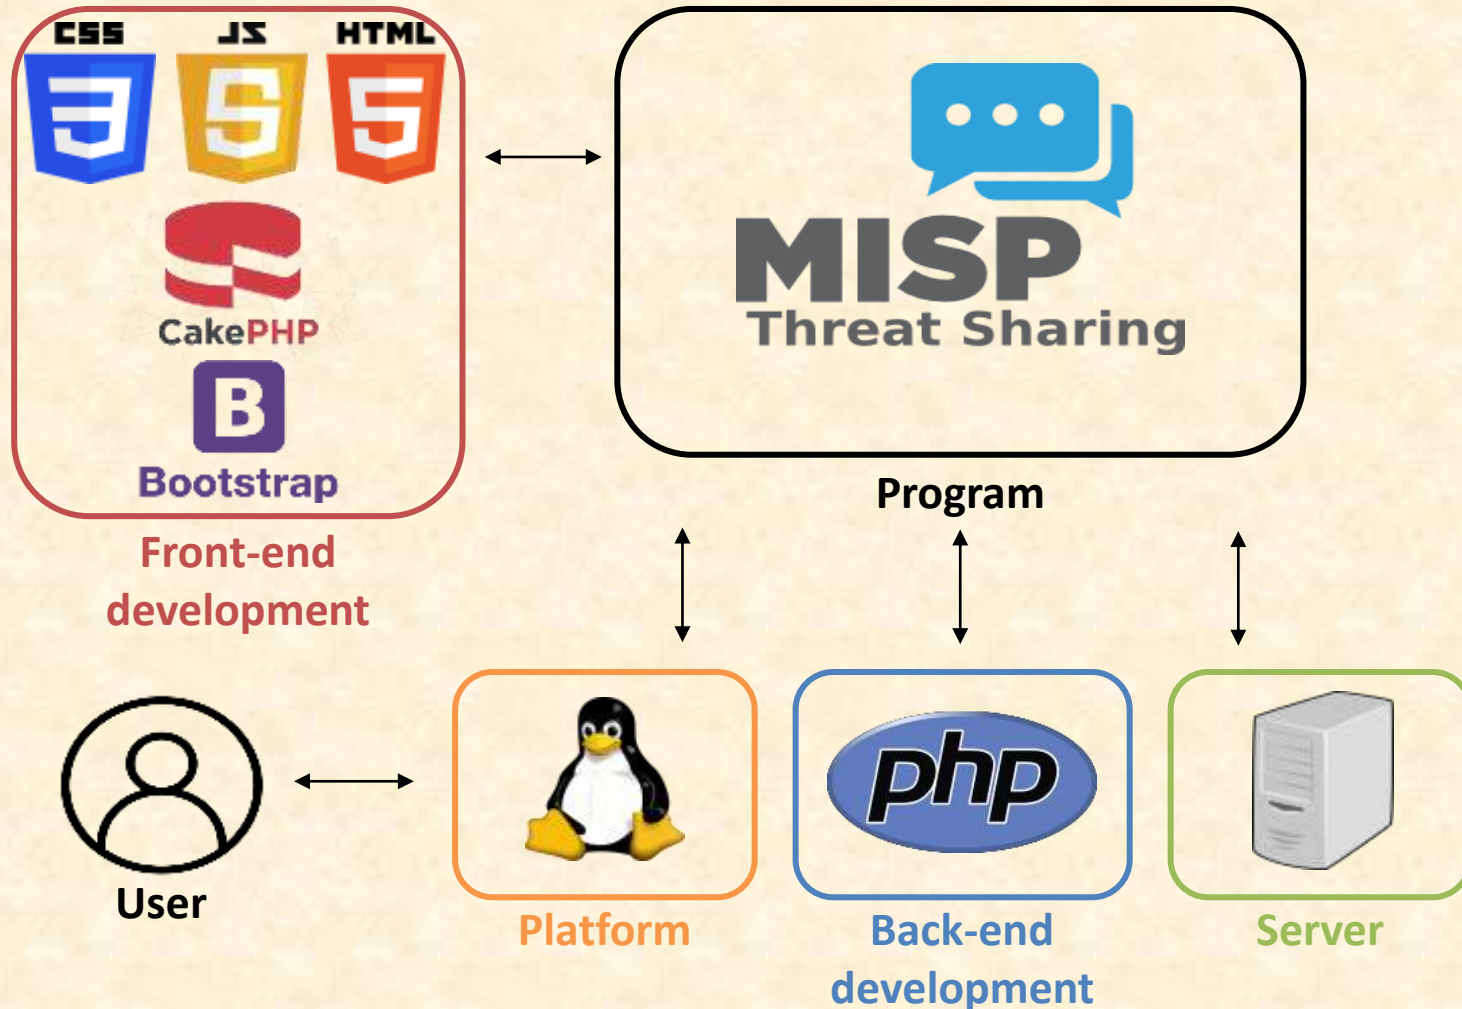 CSS JS HTML
CakePHP
B
Bootstrap
Front-end
development
MISP
Threat Sharing
Program
User
Platform
php
Back-end
development
Server